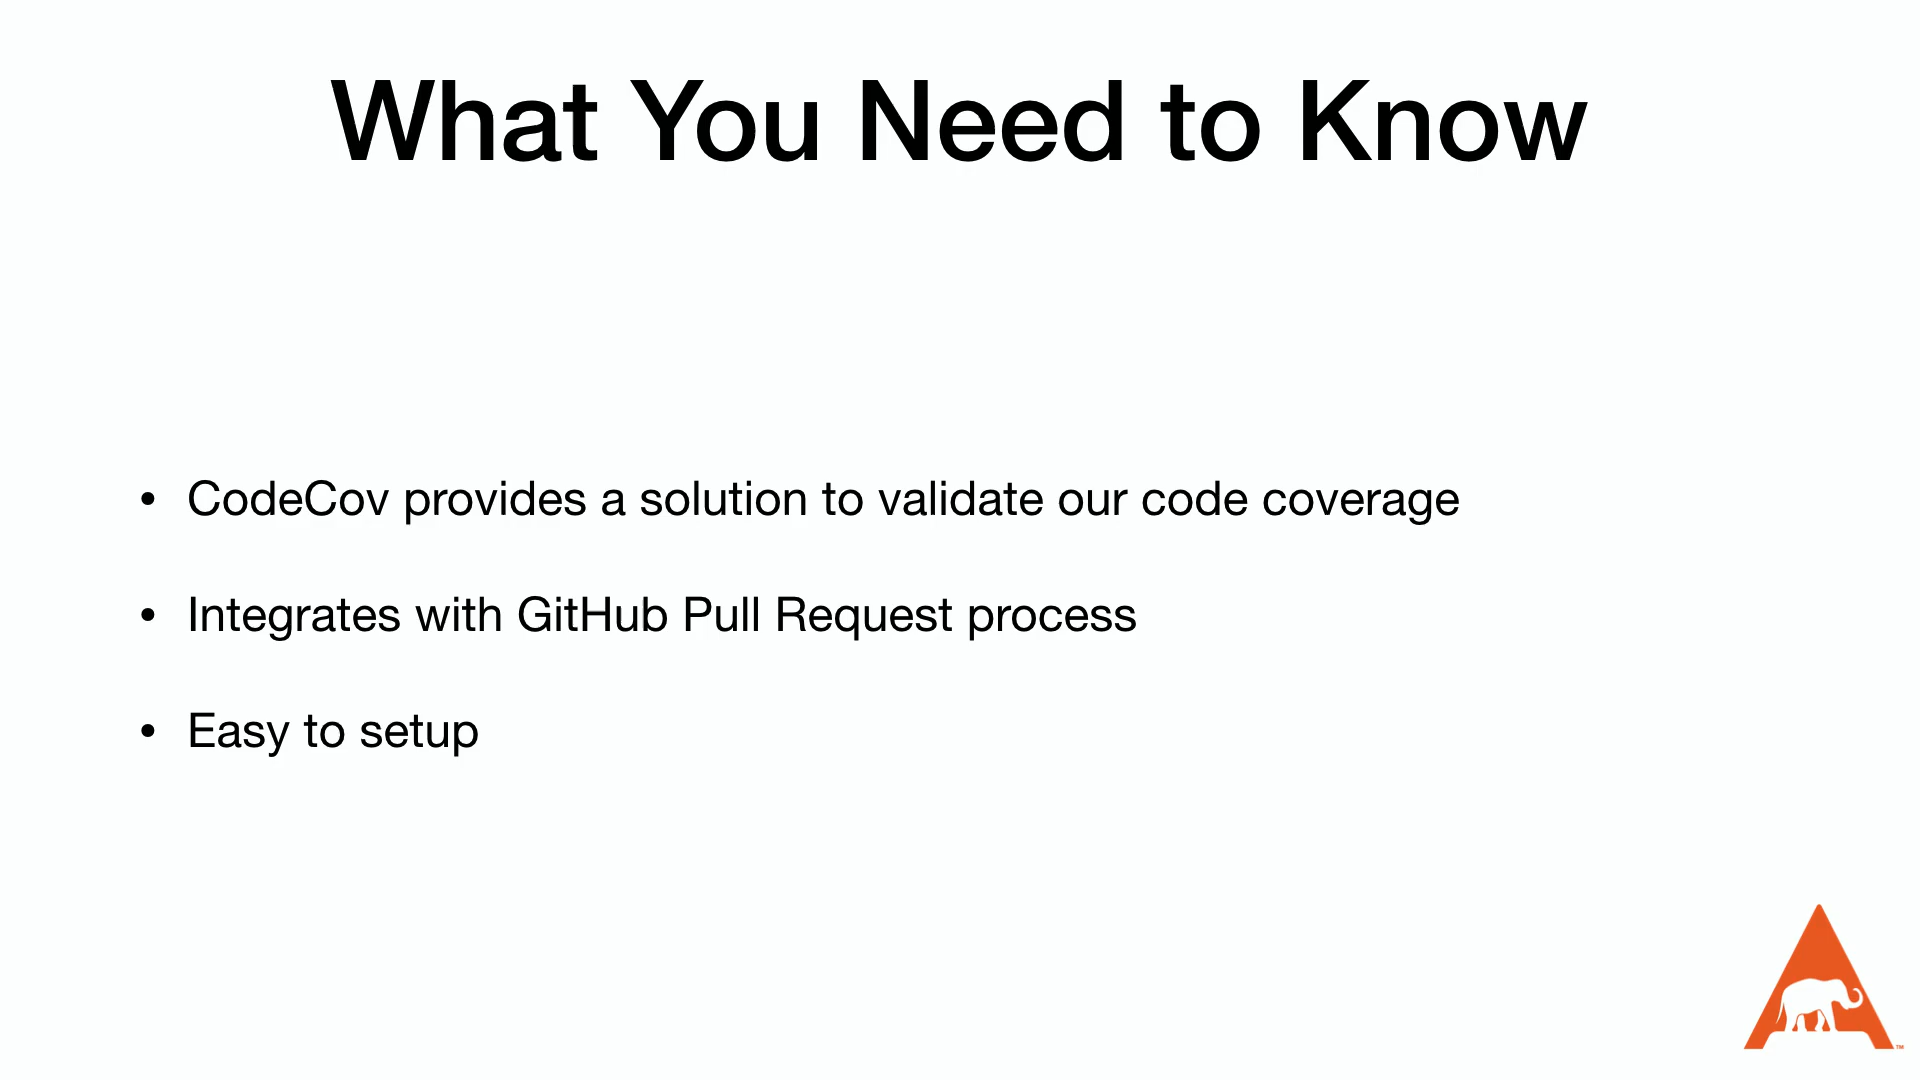 What You Need to Know
• CodeCov provides a solution to validate our code coverage
• Integrates with GitHub Pull Request process
• Easy to setup
™